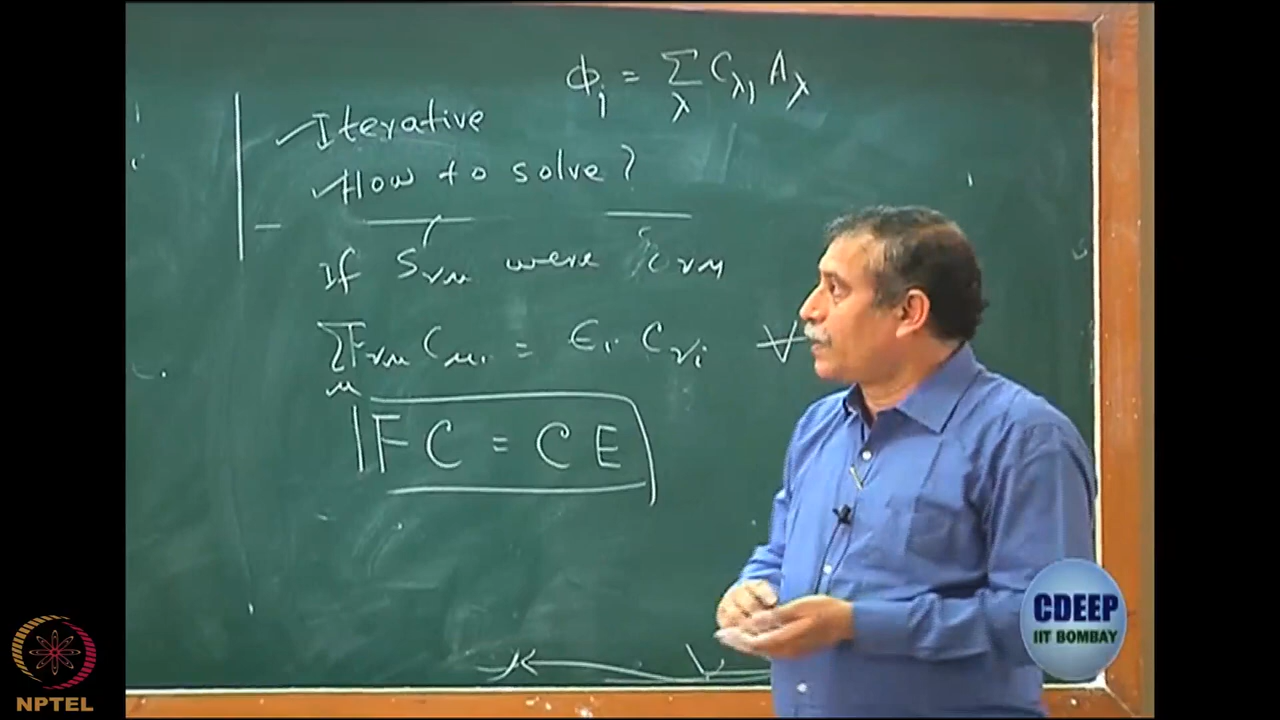 ϕᵢ = Σ_λ C_λᵢ A_λ
Iterative
How to solve?
If S_νμ were δ_νμ
Σ_μ F_νμ C_μᵢ = ϵᵢ C_νᵢ ∀
FC = CE
CDEEP
IIT BOMBAY
NPTEL